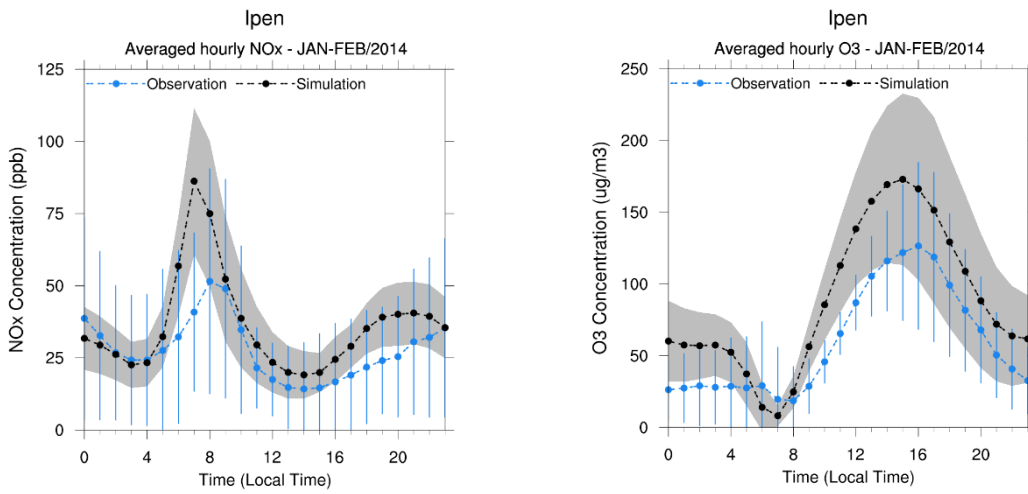 Ipen
Averaged hourly NOx - JAN-FEB/2014
Observation
Simulation
NOx Concentration (ppb)
125
100
75
50
25
0
0 4 8 12 16 20
Time (Local Time)
Ipen
Averaged hourly O3 - JAN-FEB/2014
Observation
Simulation
O3 Concentration (ug/m3)
250
200
150
100
50
0
0 4 8 12 16 20
Time (Local Time)